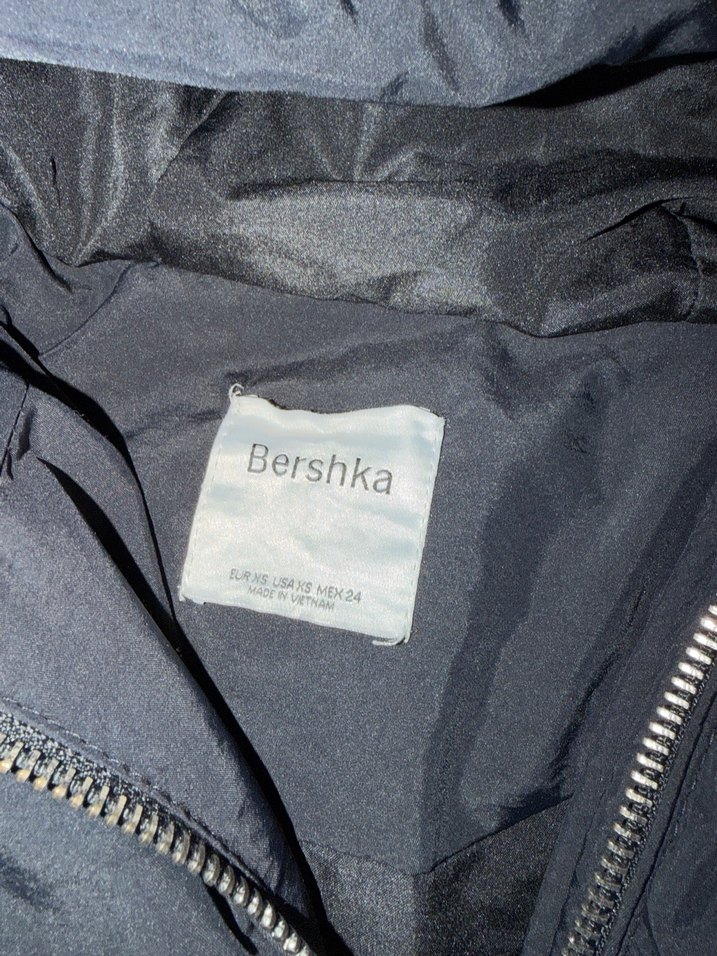 Bershka
EUR XS USA XS MEX 24
MADE IN VIETNAM